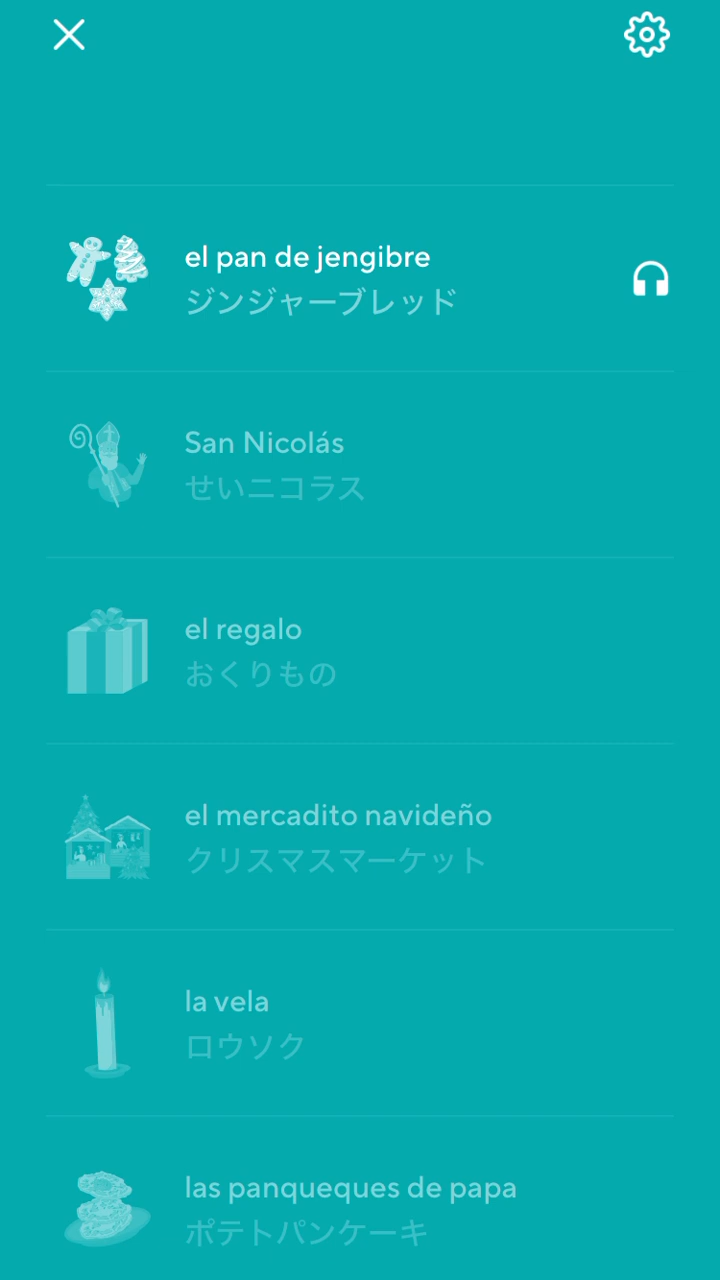 el pan de jengibre
ジンジャーブレッド
San Nicolás
せいニコラス
el regalo
おくりもの
el mercadito navideño
クリスマスマーケット
la vela
ロウソク
las panqueques de papa
ポテトパンケーキ